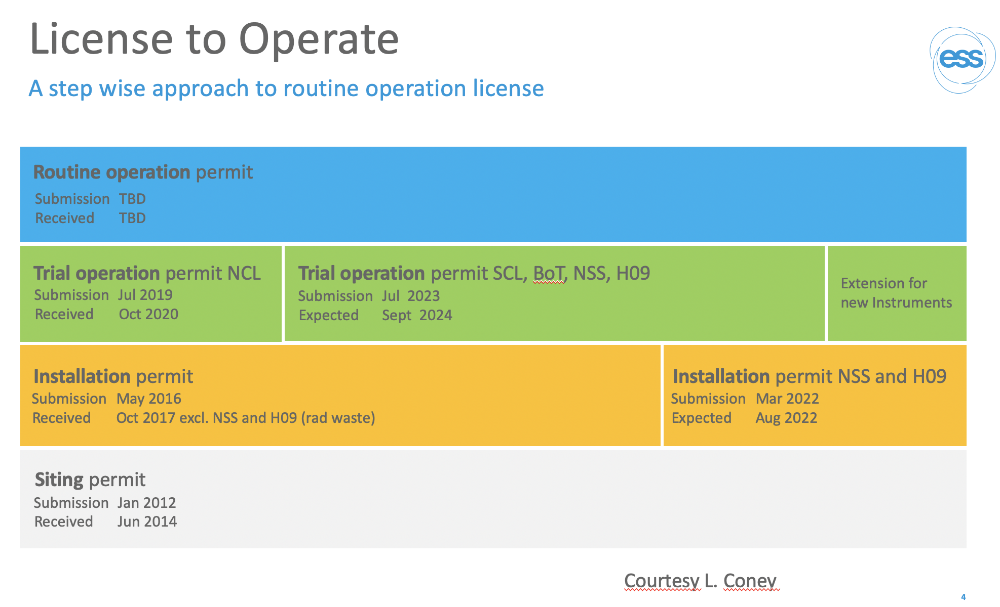 License to Operate
ess
A step wise approach to routine operation license
Routine operation permit
Submission TBD
Received TBD
Trial operation permit NCL
Submission Jul 2019
Received Oct 2020
Trial operation permit SCL, BoT, NSS, H09
Submission Jul 2023
Expected Sept 2024
Extension for
new Instruments
Installation permit
Submission May 2016
Received Oct 2017 excl. NSS and H09 (rad waste)
Installation permit NSS and H09
Submission Mar 2022
Expected Aug 2022
Siting permit
Submission Jan 2012
Received Jun 2014
Courtesy L. Coney
4